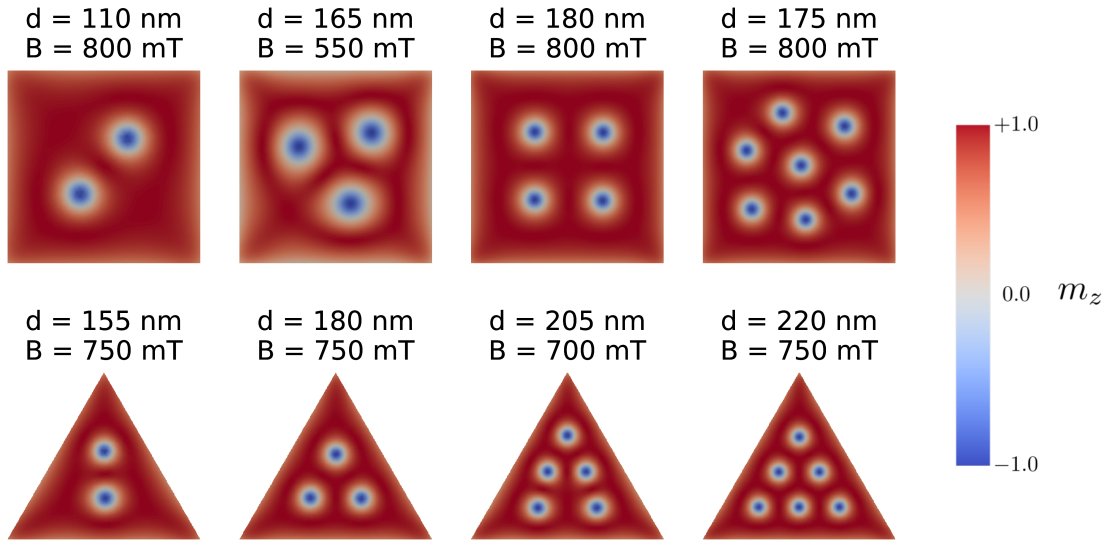 d = 110 nm
B = 800 mT
d = 165 nm
B = 550 mT
d = 180 nm
B = 800 mT
d = 175 nm
B = 800 mT
+1.0
0.0
m_z
−1.0
d = 155 nm
B = 750 mT
d = 180 nm
B = 750 mT
d = 205 nm
B = 700 mT
d = 220 nm
B = 750 mT